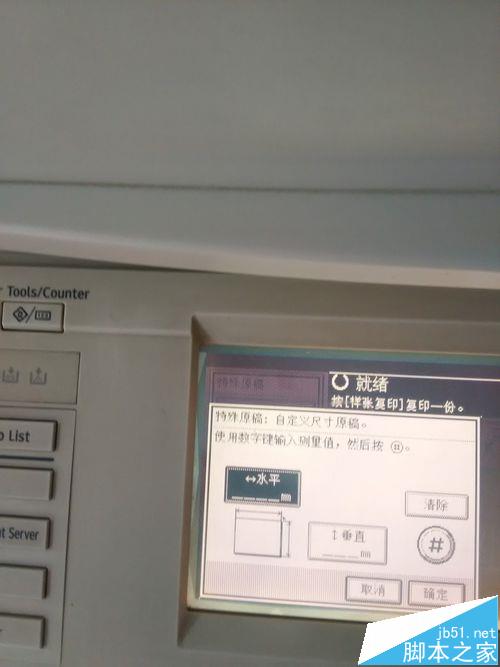 Tools/Counter
特殊原稿
就绪
按[样张复印]复印一份。
特殊原稿：自定义尺寸原稿。
使用数字键输入测量值，然后按 ⊕。
↔水平
mm
清除
↕垂直
mm
#
取消
确定
List
Server
jb51.net
脚本之家